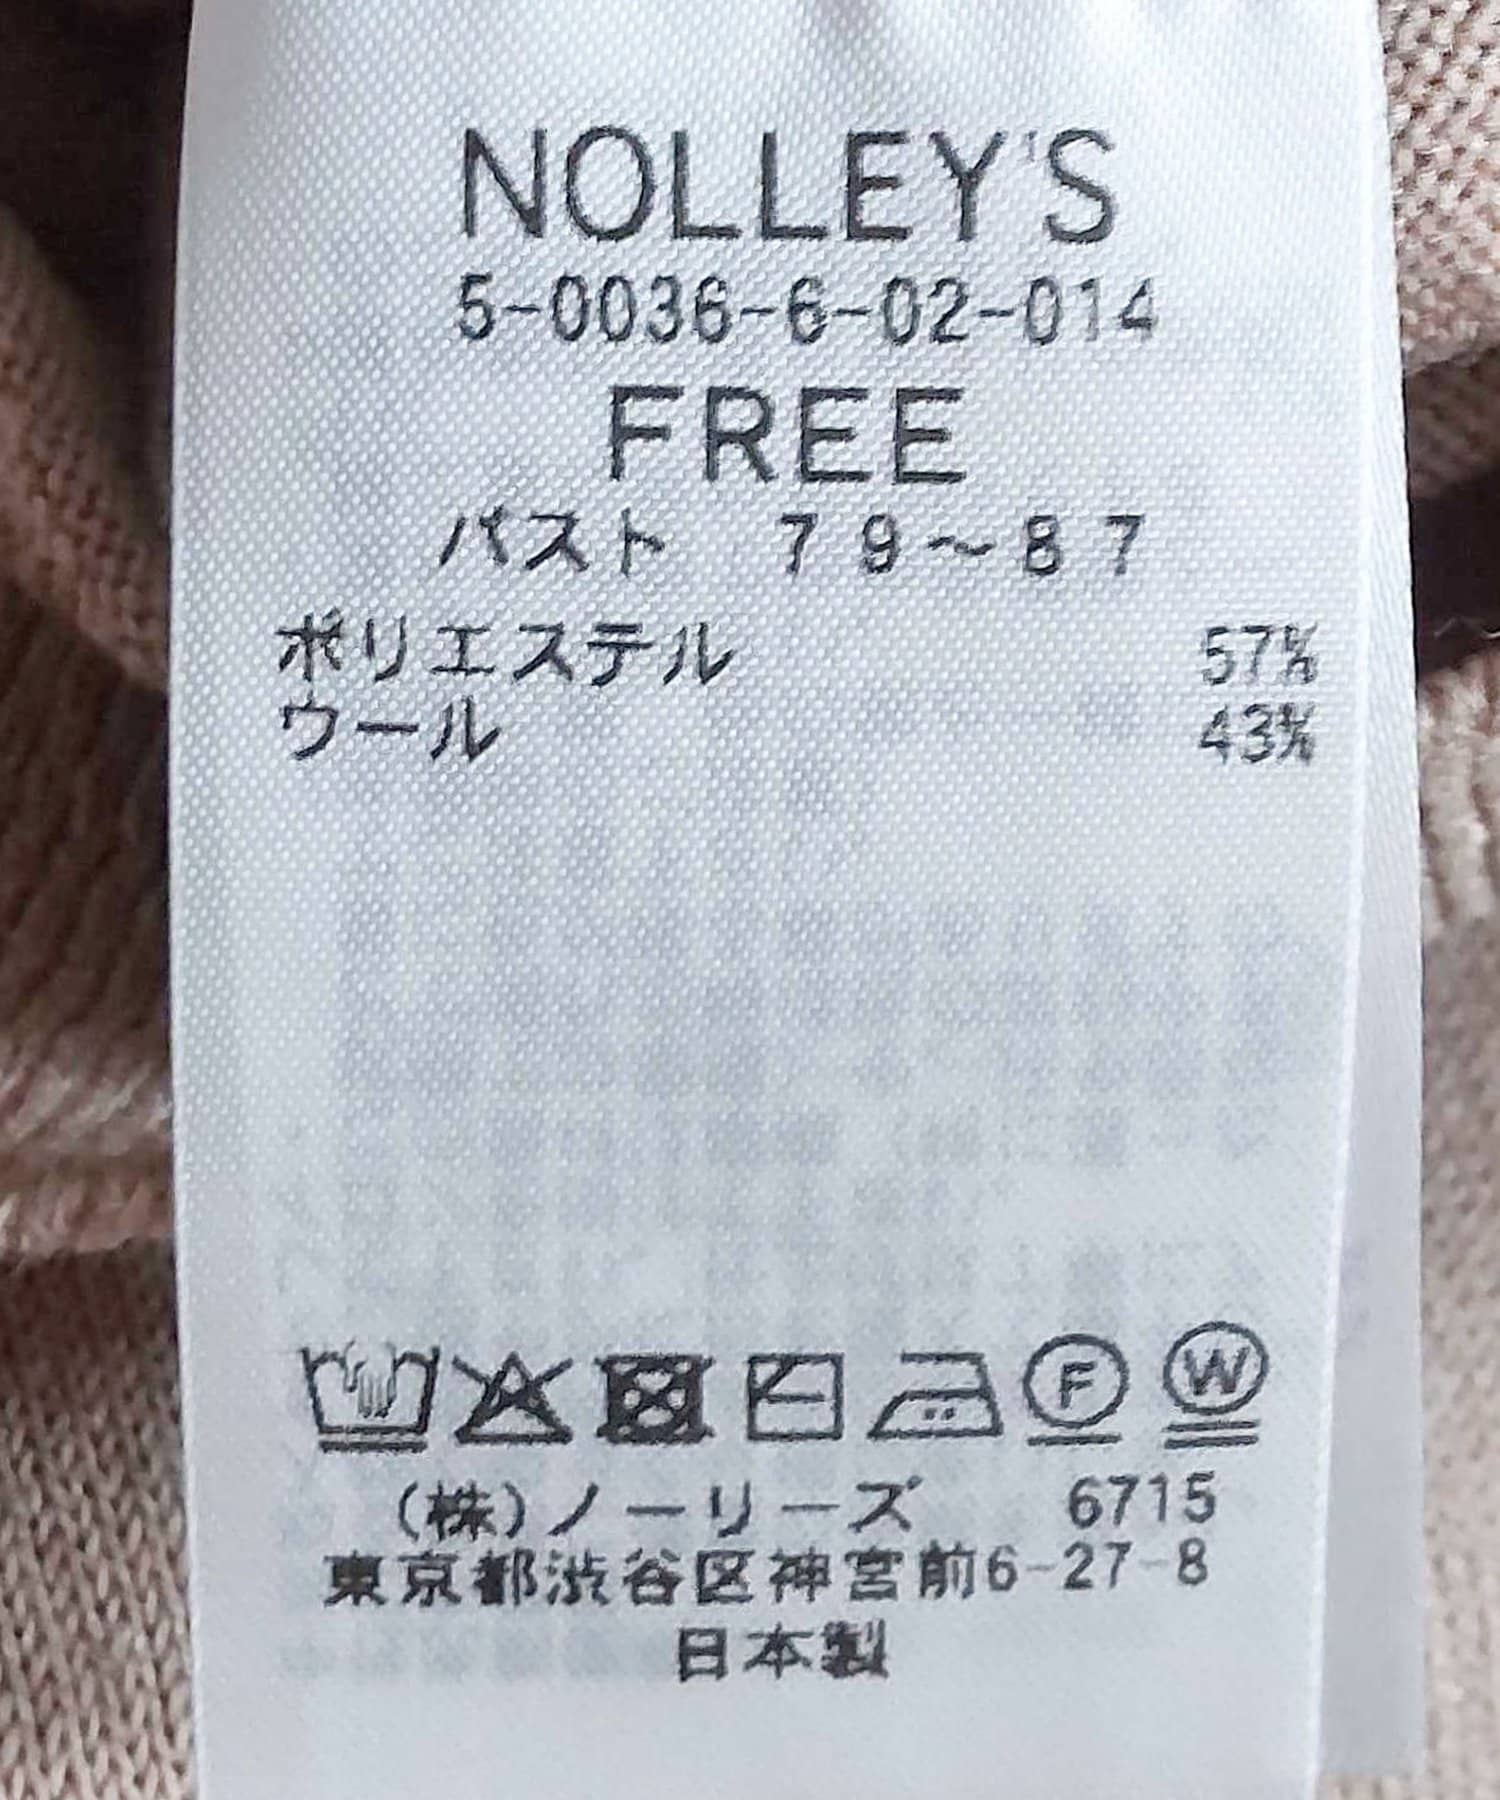 NOLLEY'S
5-0036-6-02-014
FREE
バスト 79～87
ポリエステル 57%
ウール 43%
F W
(株)ノーリーズ 6715
東京都渋谷区神宮前6-27-8
日本製